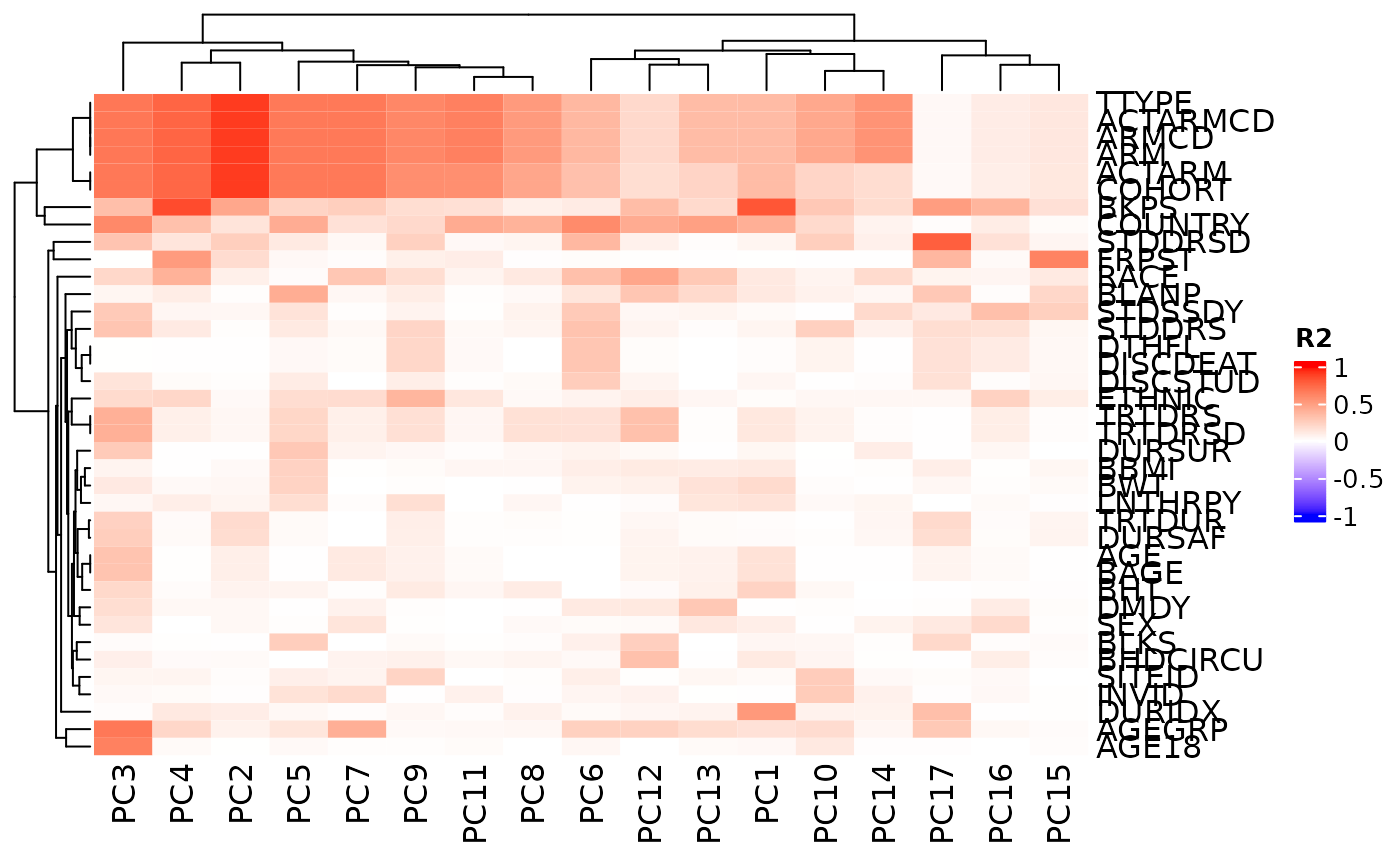 TTYPE
ACTARMCD
ARMCD
ARM
ACTARM
COHORT
BKPS
COUNTRY
STDDRSD
FRPST
RACE
BLANP
STDSSDY
STDDRS
DTHFL
DISCDEAT
DISCSTUD
ETHNIC
TRTDRS
TRTDRSD
DURSUR
BBMI
BWT
LNTHRPY
TRTDUR
DURSAF
AGE
BAGE
BHT
DMDY
SEX
BLKS
BHDCIRCU
SITEID
INVID
DURIDX
AGEGRP
AGE18
PC3 PC4 PC2 PC5 PC7 PC9 PC11 PC8 PC6 PC12 PC13 PC1 PC10 PC14 PC17 PC16 PC15
R2
1
0.5
0
-0.5
-1